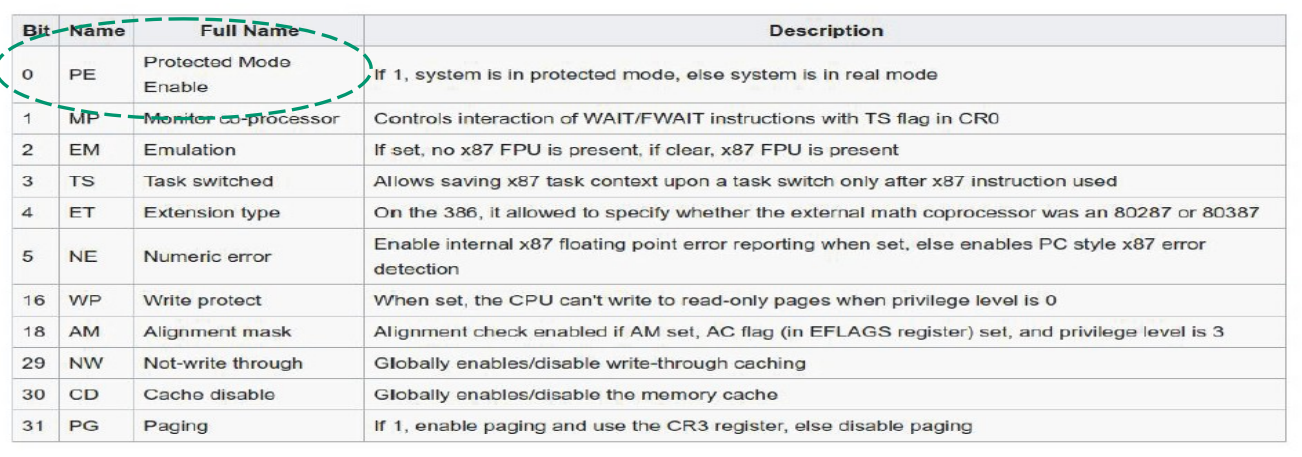 Bit Name Full Name Description
0 PE Protected Mode Enable If 1, system is in protected mode, else system is in real mode
1 MP Monitor co-processor Controls interaction of WAIT/FWAIT instructions with TS flag in CR0
2 EM Emulation If set, no x87 FPU is present, if clear, x87 FPU is present
3 TS Task switched Allows saving x87 task context upon a task switch only after x87 instruction used
4 ET Extension type On the 386, it allowed to specify whether the external math coprocessor was an 80287 or 80387
5 NE Numeric error Enable internal x87 floating point error reporting when set, else enables PC style x87 error detection
16 WP Write protect When set, the CPU can't write to read-only pages when privilege level is 0
18 AM Alignment mask Alignment check enabled if AM set, AC flag (in EFLAGS register) set, and privilege level is 3
29 NW Not-write through Globally enables/disable write-through caching
30 CD Cache disable Globally enables/disable the memory cache
31 PG Paging If 1, enable paging and use the CR3 register, else disable paging